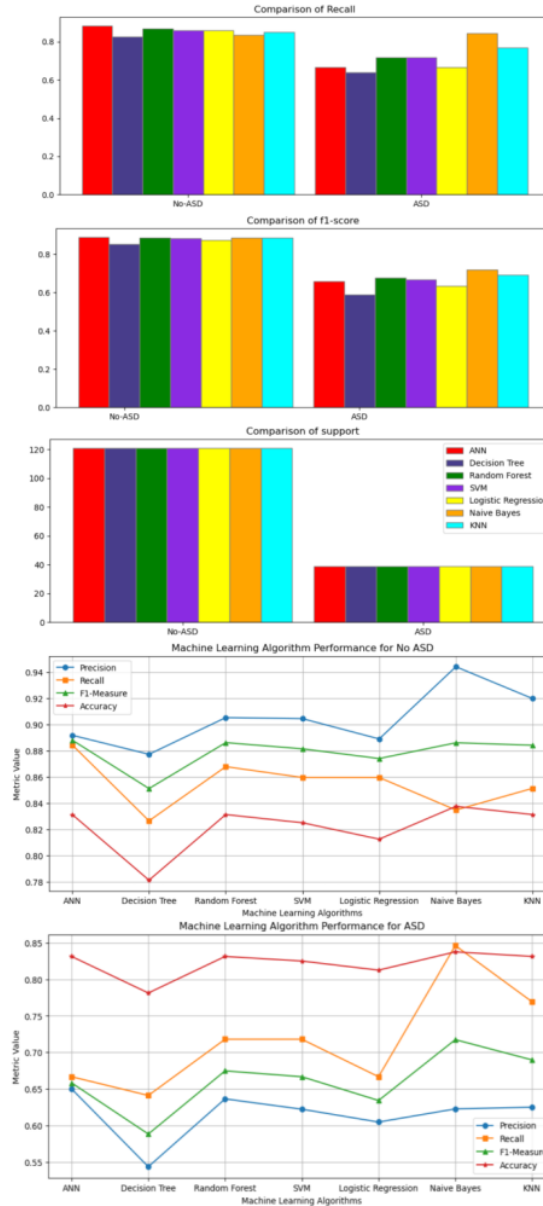 Comparison of Recall
0.8
0.6
0.4
0.2
0.0
No-ASD ASD
Comparison of f1-score
0.8
0.6
0.4
0.2
0.0
No-ASD ASD
Comparison of support
120
100
80
60
40
20
0
ANN
Decision Tree
Random Forest
SVM
Logistic Regressio
Naive Bayes
KNN
No-ASD ASD
Machine Learning Algorithm Performance for No ASD
Precision
Recall
F1-Measure
Accuracy
Metric Value
0.94
0.92
0.90
0.88
0.86
0.84
0.82
0.80
0.78
ANN Decision Tree Random Forest SVM Logistic Regression Naive Bayes KNN
Machine Learning Algorithms
Machine Learning Algorithm Performance for ASD
Metric Value
0.85
0.80
0.75
0.70
0.65
0.60
0.55
Precision
Recall
F1-Measure
Accuracy
ANN Decision Tree Random Forest SVM Logistic Regression Naive Bayes KNN
Machine Learning Algorithms